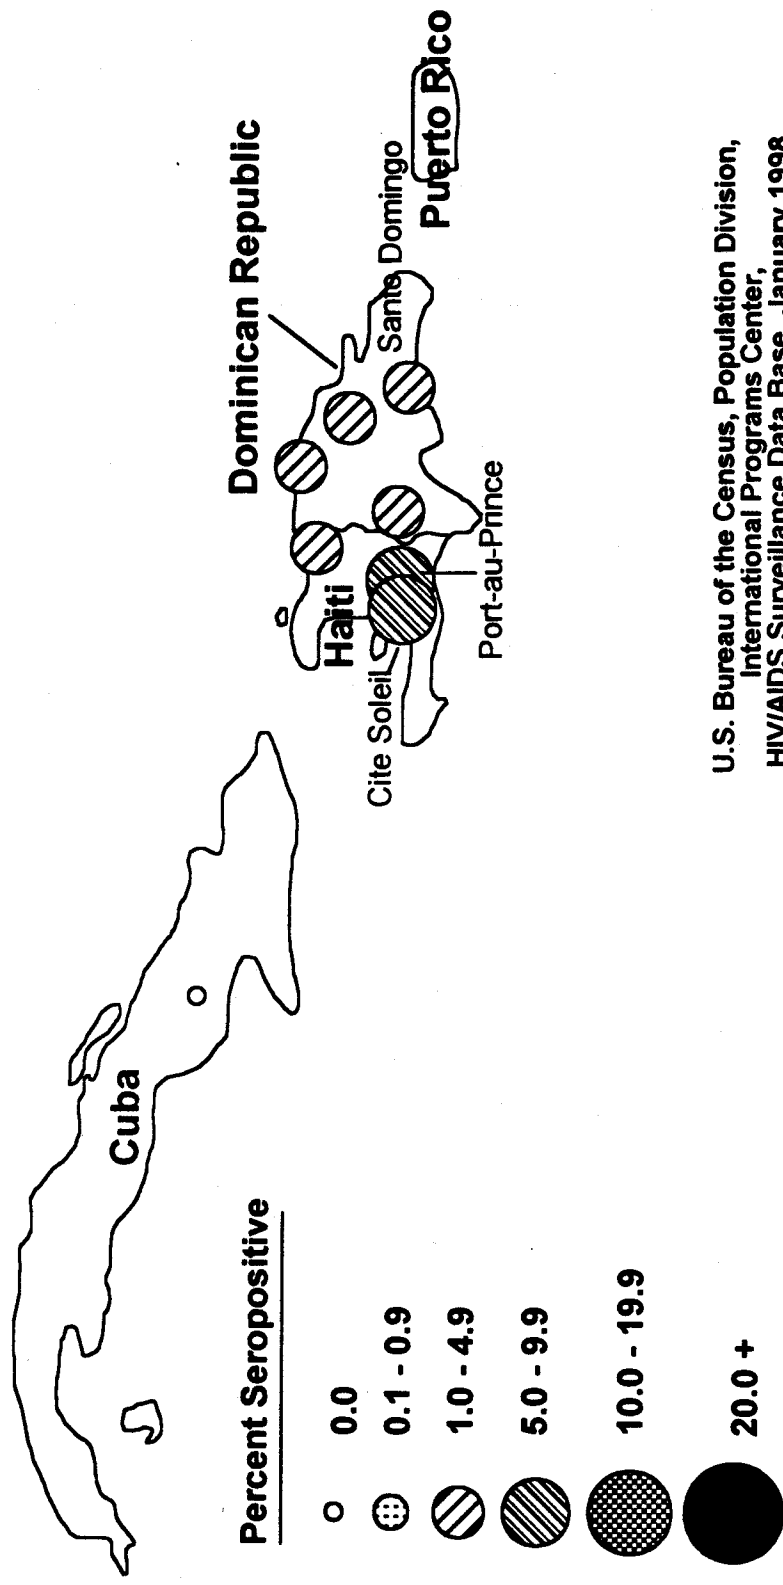 Cuba
Dominican Republic
Haiti
Puerto Rico
Santo Domingo
Cite Soleil
Port-au-Prince
Percent Seropositive
0.0
0.1 - 0.9
1.0 - 4.9
5.0 - 9.9
10.0 - 19.9
20.0 +
U.S. Bureau of the Census, Population Division,
International Programs Center,
HIV/AIDS Surveillance Data Base, January 1998